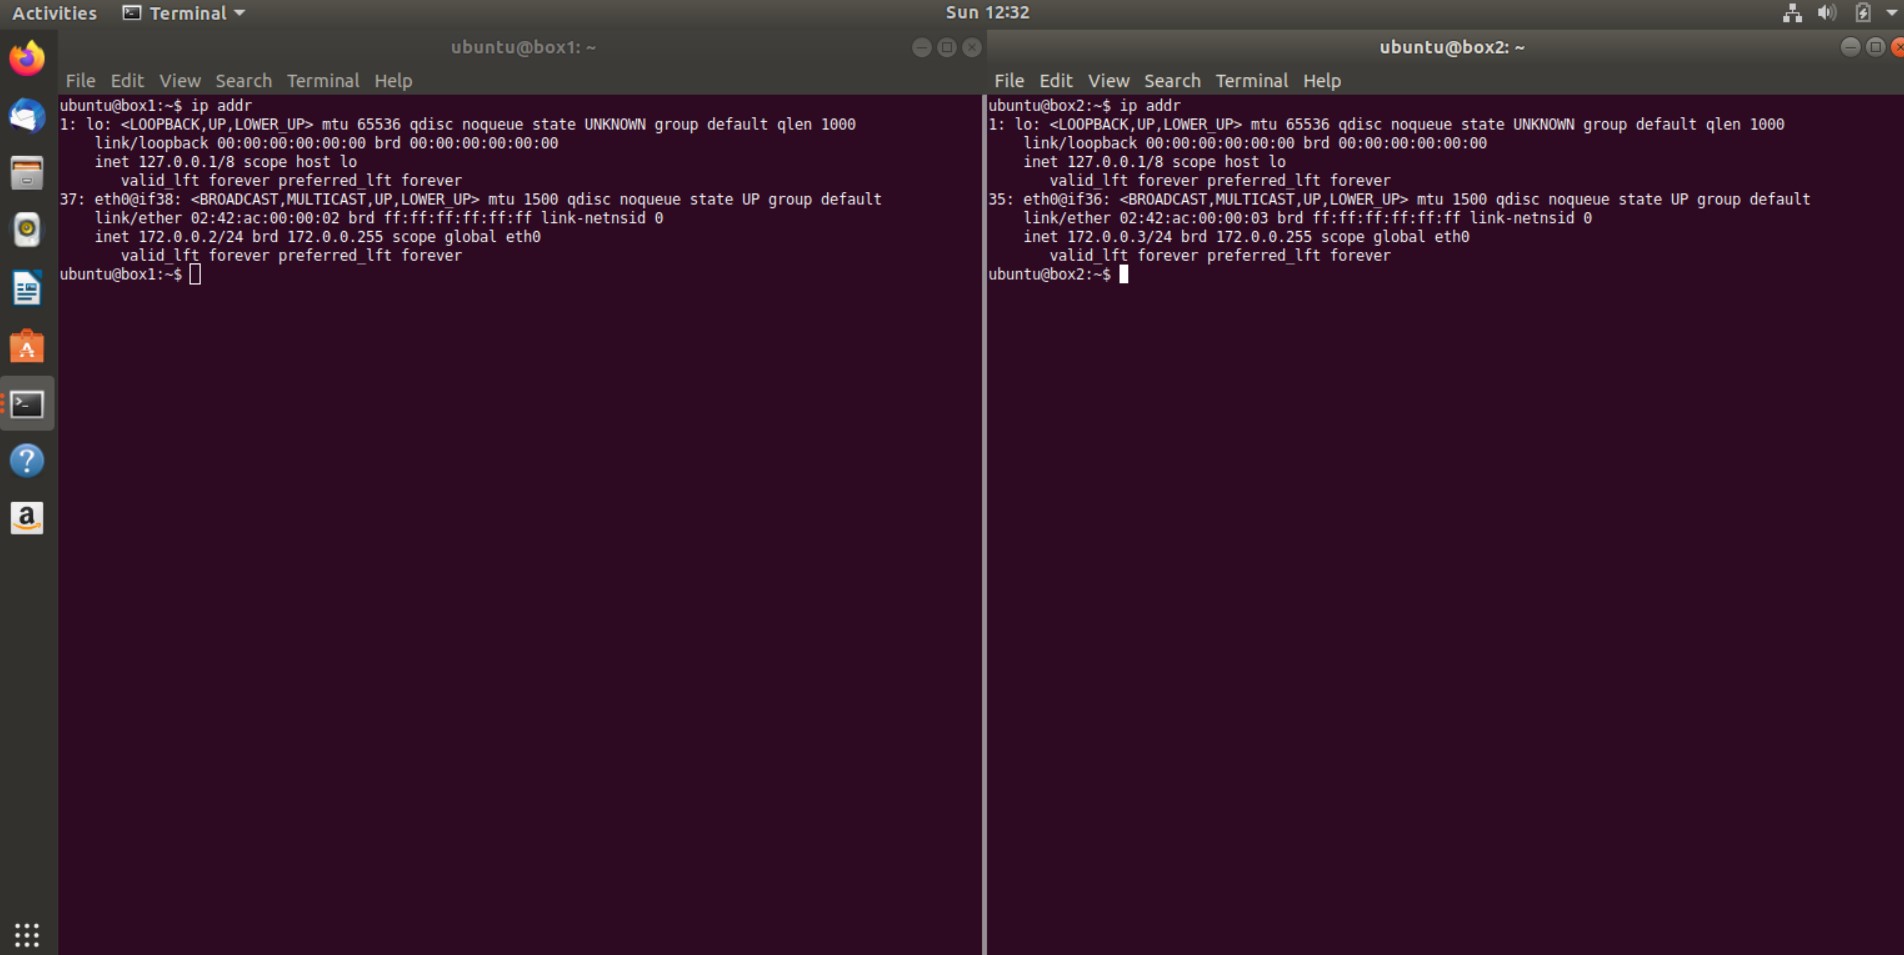 Activities Terminal Sun 12:32
ubuntu@box1: ~
File Edit View Search Terminal Help
ubuntu@box1:~$ ip addr
1: lo: <LOOPBACK,UP,LOWER_UP> mtu 65536 qdisc noqueue state UNKNOWN group default qlen 1000
    link/loopback 00:00:00:00:00:00 brd 00:00:00:00:00:00
    inet 127.0.0.1/8 scope host lo
       valid_lft forever preferred_lft forever
37: eth0@if38: <BROADCAST,MULTICAST,UP,LOWER_UP> mtu 1500 qdisc noqueue state UP group default
    link/ether 02:42:ac:00:00:02 brd ff:ff:ff:ff:ff:ff link-netnsid 0
    inet 172.0.0.2/24 brd 172.0.0.255 scope global eth0
       valid_lft forever preferred_lft forever
ubuntu@box1:~$
ubuntu@box2: ~
File Edit View Search Terminal Help
ubuntu@box2:~$ ip addr
1: lo: <LOOPBACK,UP,LOWER_UP> mtu 65536 qdisc noqueue state UNKNOWN group default qlen 1000
    link/loopback 00:00:00:00:00:00 brd 00:00:00:00:00:00
    inet 127.0.0.1/8 scope host lo
       valid_lft forever preferred_lft forever
35: eth0@if36: <BROADCAST,MULTICAST,UP,LOWER_UP> mtu 1500 qdisc noqueue state UP group default
    link/ether 02:42:ac:00:00:03 brd ff:ff:ff:ff:ff:ff link-netnsid 0
    inet 172.0.0.3/24 brd 172.0.0.255 scope global eth0
       valid_lft forever preferred_lft forever
ubuntu@box2:~$